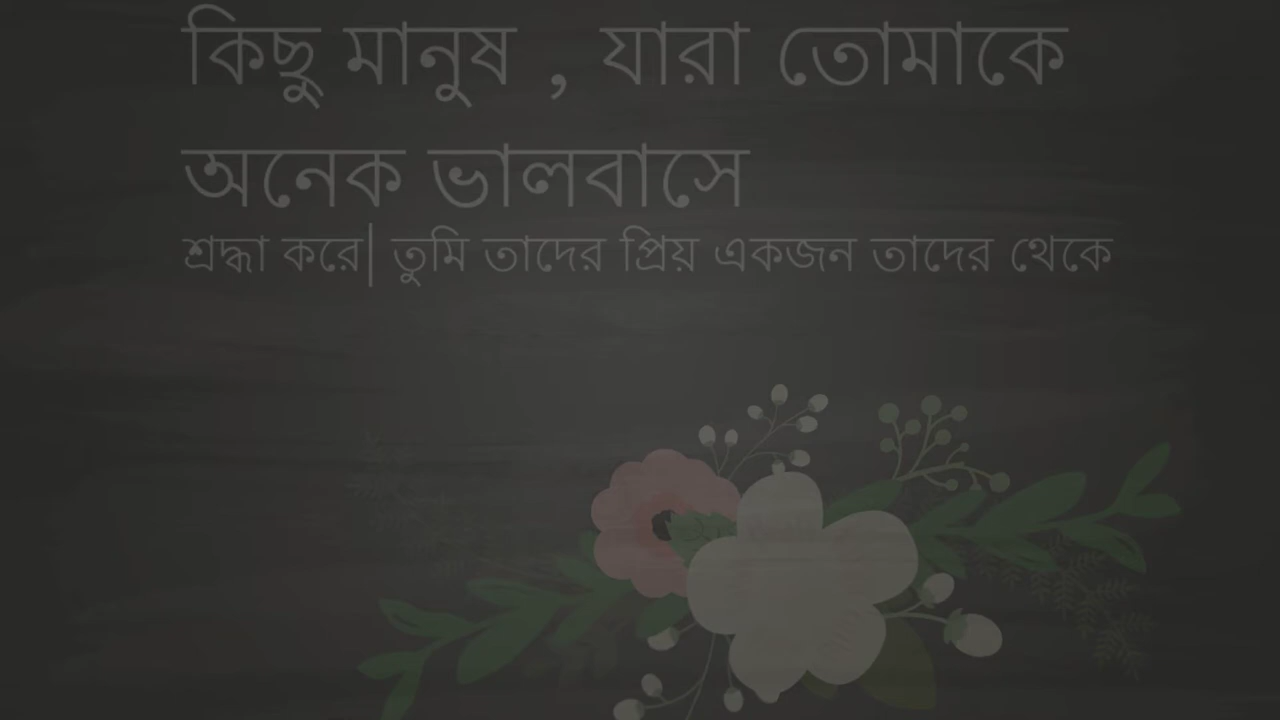 কিছু মানুষ , যারা তোমাকে
অনেক ভালবাসে
শ্রদ্ধা করে| তুমি তাদের প্রিয় একজন তাদের থেকে